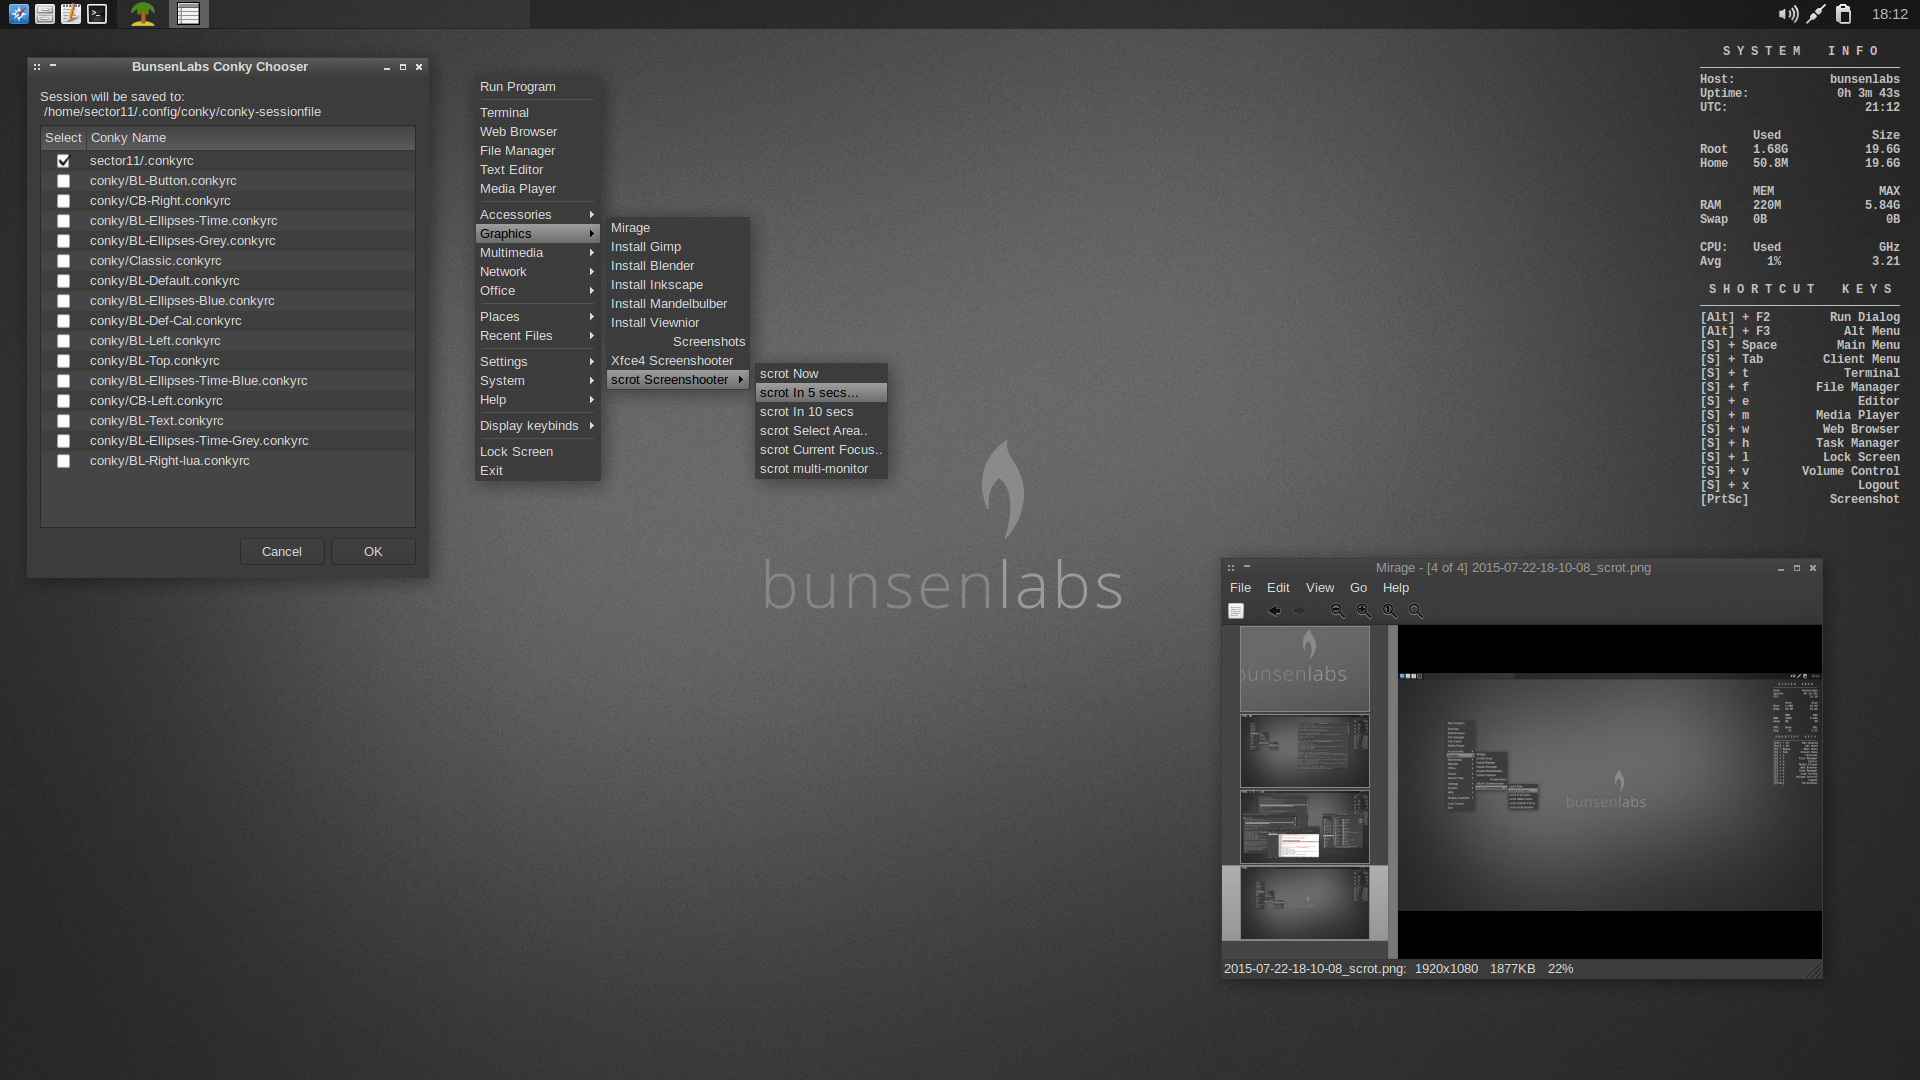 18:12
BunsenLabs Conky Chooser
Session will be saved to:
/home/sector11/.config/conky/conky-sessionfile
Select Conky Name
sector11/.conkyrc
conky/BL-Button.conkyrc
conky/CB-Right.conkyrc
conky/BL-Ellipses-Time.conkyrc
conky/BL-Ellipses-Grey.conkyrc
conky/Classic.conkyrc
conky/BL-Default.conkyrc
conky/BL-Ellipses-Blue.conkyrc
conky/BL-Def-Cal.conkyrc
conky/BL-Left.conkyrc
conky/BL-Top.conkyrc
conky/BL-Ellipses-Time-Blue.conkyrc
conky/CB-Left.conkyrc
conky/BL-Text.conkyrc
conky/BL-Ellipses-Time-Grey.conkyrc
conky/BL-Right-lua.conkyrc
Cancel OK
Run Program
Terminal
Web Browser
File Manager
Text Editor
Media Player
Accessories
Graphics
Multimedia
Network
Office
Places
Recent Files
Settings
System
Help
Display keybinds
Lock Screen
Exit
Mirage
Install Gimp
Install Blender
Install Inkscape
Install Mandelbulber
Install Viewnior
Screenshots
Xfce4 Screenshooter
scrot Screenshooter
scrot Now
scrot In 5 secs...
scrot In 10 secs
scrot Select Area..
scrot Current Focus..
scrot multi-monitor
bunsenlabs
SYSTEM INFO
Host: bunsenlabs
Uptime: 0h 3m 43s
UTC: 21:12
Used Size
Root 1.68G 19.6G
Home 50.8M 19.6G
MEM MAX
RAM 220M 5.84G
Swap 0B 0B
CPU: Used GHz
Avg 1% 3.21
SHORTCUT KEYS
[Alt] + F2 Run Dialog
[Alt] + F3 Alt Menu
[S] + Space Main Menu
[S] + Tab Client Menu
[S] + t Terminal
[S] + f File Manager
[S] + e Editor
[S] + m Media Player
[S] + w Web Browser
[S] + h Task Manager
[S] + l Lock Screen
[S] + v Volume Control
[S] + x Logout
[PrtSc] Screenshot
Mirage - [4 of 4] 2015-07-22-18-10-08_scrot.png
File Edit View Go Help
bunsenlabs
bunsenlabs
2015-07-22-18-10-08_scrot.png: 1920x1080 1877KB 22%